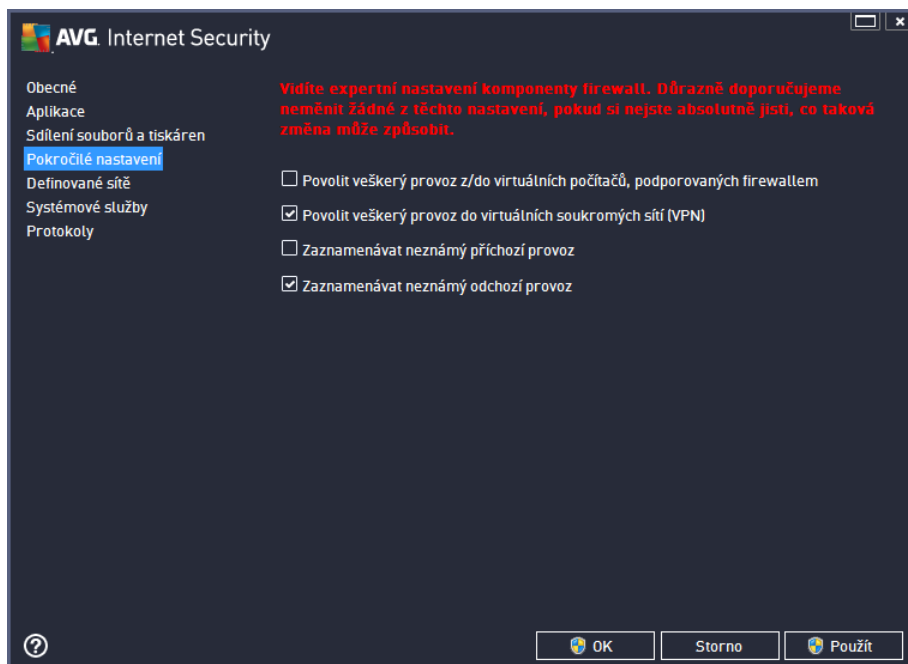 AVG. Internet Security
Obecné
Aplikace
Sdílení souborů a tiskáren
Pokročilé nastavení
Definované sítě
Systémové služby
Protokoly
Vidíte expertní nastavení komponenty firewall. Důrazně doporučujeme
neměnit žádné z těchto nastavení, pokud si nejste absolutně jisti, co taková
změna může způsobit.
Povolit veškerý provoz z/do virtuálních počítačů, podporovaných firewallem
Povolit veškerý provoz do virtuálních soukromých sítí (VPN)
Zaznamenávat neznámý příchozí provoz
Zaznamenávat neznámý odchozí provoz
OK
Storno
Použít